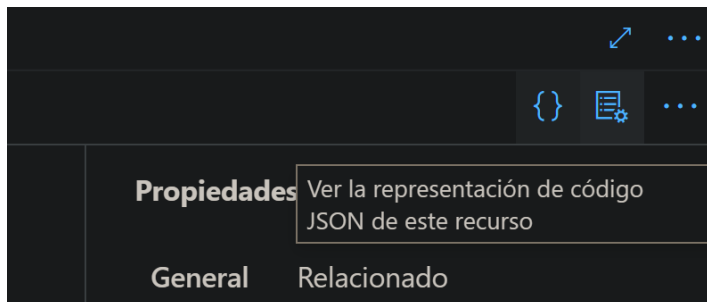 {}
Propiedades
Ver la representación de código
JSON de este recurso
General Relacionado